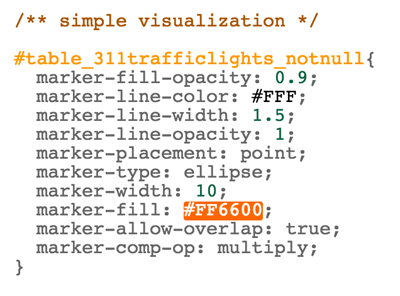 /** simple visualization */
#table_311trafficlights_notnull{
marker-fill-opacity: 0.9;
marker-line-color: #FFF;
marker-line-width: 1.5;
marker-line-opacity: 1;
marker-placement: point;
marker-type: ellipse;
marker-width: 10;
marker-fill: #FF6600;
marker-allow-overlap: true;
marker-comp-op: multiply;
}